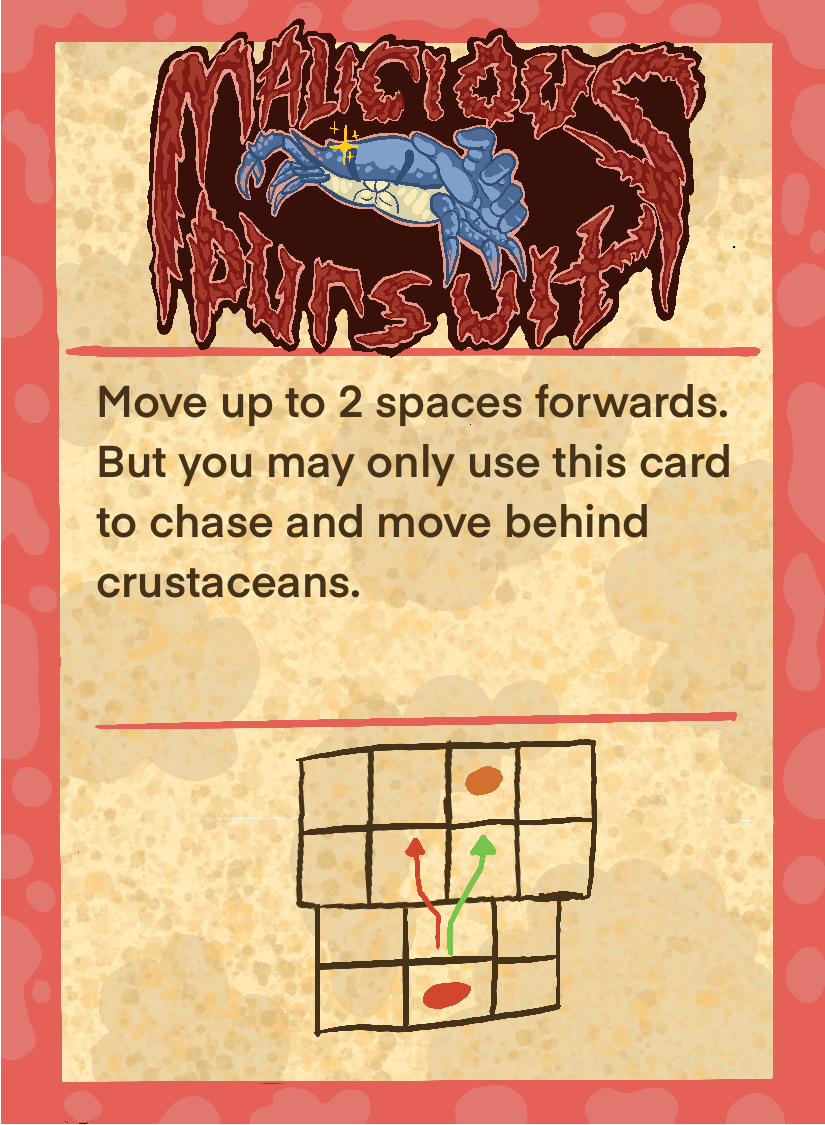 MALICIOUS
PURSUIT
Move up to 2 spaces forwards.
But you may only use this card
to chase and move behind
crustaceans.